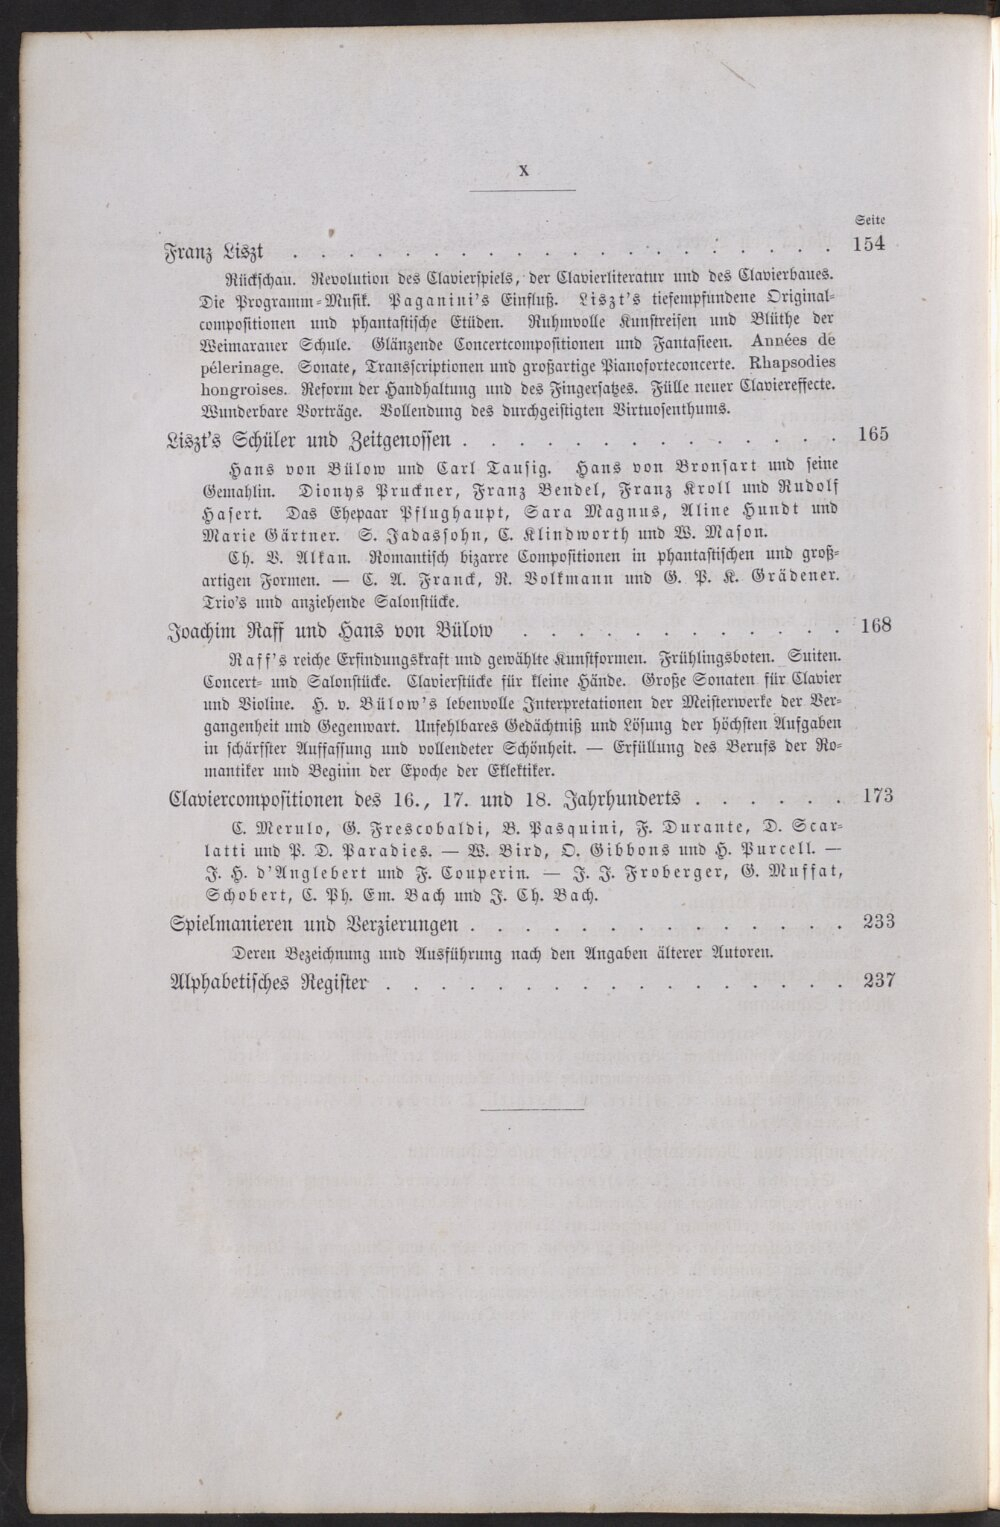 x
Seite
Franz Liszt . . . . . . . . . . . . . . . . . . . . 154
Rückschau. Revolution des Clavierspiels, der Clavierliteratur und des Clavierbaues.
Die Programm-Musik. Paganini's Einfluß. Liszt's tiefempfundene Original-
compositionen und phantastische Etüden. Ruhmvolle Kunstreisen und Blüthe der
Weimaraner Schule. Glänzende Concertcompositionen und Fantasieen. Années de
pélerinage. Sonate, Transscriptionen und großartige Pianoforteconcerte. Rhapsodies
hongroises. Reform der Handhaltung und des Fingersatzes. Fülle neuer Claviereffecte.
Wunderbare Vorträge. Vollendung des durchgeistigten Virtuosenthums.
Liszt's Schüler und Zeitgenossen . . . . . . . . . . . . . . 165
Hans von Bülow und Carl Tausig. Hans von Bronsart und seine
Gemahlin. Dionys Pruckner, Franz Bendel, Franz Kroll und Rudolf
Hasert. Das Ehepaar Pflughaupt, Sara Magnus, Aline Hundt und
Marie Gärtner. S. Jadassohn, C. Klindworth und W. Mason.
Ch. V. Alkan. Romantisch bizarre Compositionen in phantastischen und groß-
artigen Formen. — C. A. Franck, R. Volkmann und G. P. K. Grädener.
Trio's und anziehende Salonstücke.
Joachim Raff und Hans von Bülow . . . . . . . . . . . . 168
Raff's reiche Erfindungskraft und gewählte Kunstformen. Frühlingsboten. Suiten.
Concert- und Salonstücke. Clavierstücke für kleine Hände. Große Sonaten für Clavier
und Violine. H. v. Bülow's lebenvolle Interpretationen der Meisterwerke der Ver-
gangenheit und Gegenwart. Unfehlbares Gedächtniß und Lösung der höchsten Aufgaben
in schärfster Auffassung und vollendeter Schönheit. — Erfüllung des Berufs der Ro-
mantiker und Beginn der Epoche der Eklektiker.
Claviercompositionen des 16., 17. und 18. Jahrhunderts . . . . . . 173
C. Merulo, G. Frescobaldi, B. Pasquini, F. Durante, D. Scar-
latti und P. D. Paradies. — W. Bird, O. Gibbons und H. Purcell. —
J. H. d'Anglebert und F. Couperin. — J. J. Froberger, G. Muffat,
Schobert, C. Ph. Em. Bach und J. Ch. Bach.
Spielmanieren und Verzierungen . . . . . . . . . . . . . . 233
Deren Bezeichnung und Ausführung nach den Angaben älterer Autoren.
Alphabetisches Register . . . . . . . . . . . . . . . . . 237